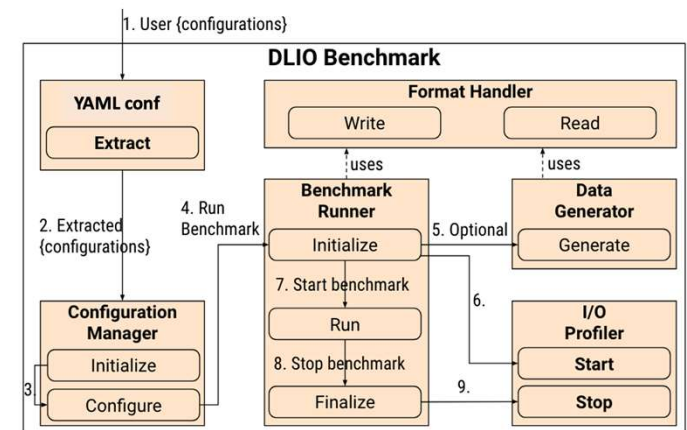 1. User {configurations}
DLIO Benchmark
YAML conf
Extract
Format Handler
Write
Read
uses
uses
2. Extracted
{configurations}
4. Run
Benchmark
Benchmark
Runner
Initialize
5. Optional
Data
Generator
Generate
7. Start benchmark
6.
Configuration
Manager
Initialize
3.
Configure
Run
8. Stop benchmark
Finalize
9.
I/O
Profiler
Start
Stop